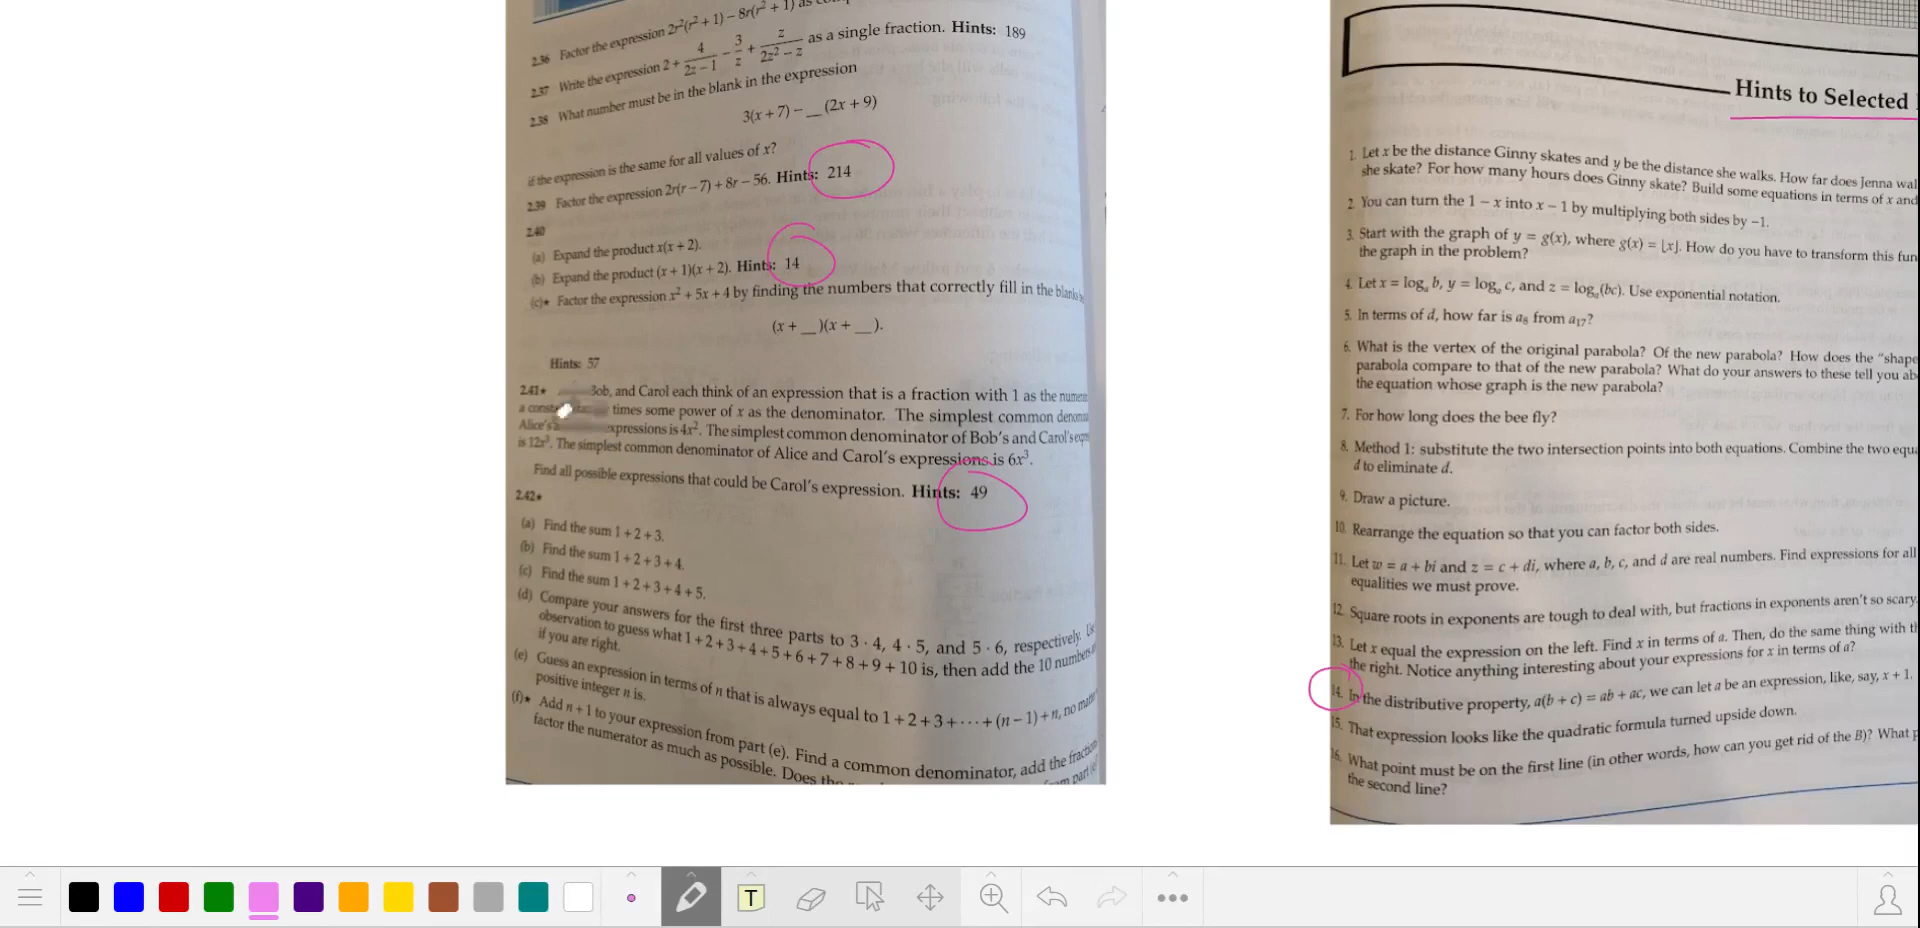 2.36 Factor the expression 2r²(r² + 1) − 8r(r² + 1) as
2.37 Write the expression 2 + 4/(2z − 1) − 3/z + z/(2z² − z) as a single fraction. Hints: 189
2.38 What number must be in the blank in the expression
3(x + 7) − __ (2x + 9)
if the expression is the same for all values of x?
2.39 Factor the expression 2r(r − 7) + 8r − 56. Hints: 214
2.40
(a) Expand the product x(x + 2).
(b) Expand the product (x + 1)(x + 2). Hints: 14
(c)★ Factor the expression x² + 5x + 4 by finding the numbers that correctly fill in the blanks
(x + __)(x + __).
Hints: 57
2.41★ Bob, and Carol each think of an expression that is a fraction with 1 as the
a times some power of x as the denominator. The simplest common
Alice's expressions is 4x². The simplest common denominator of Bob's and Carol's
is 12x³. The simplest common denominator of Alice and Carol's expressions is 6x³.
Find all possible expressions that could be Carol's expression. Hints: 49
2.42★
(a) Find the sum 1 + 2 + 3.
(b) Find the sum 1 + 2 + 3 + 4.
(c) Find the sum 1 + 2 + 3 + 4 + 5.
(d) Compare your answers for the first three parts to 3 · 4, 4 · 5, and 5 · 6, respectively.
observation to guess what 1 + 2 + 3 + 4 + 5 + 6 + 7 + 8 + 9 + 10 is, then add the 10 numbers
if you are right.
(e) Guess an expression in terms of n that is always equal to 1 + 2 + 3 + · · · + (n − 1) + n, no
positive integer n is.
(f)★ Add n + 1 to your expression from part (e). Find a common denominator, add the
factor the numerator as much as possible. Does
Hints to Selected
1. Let x be the distance Ginny skates and y be the distance she walks. How far does Jenna
she skate? For how many hours does Ginny skate? Build some equations in terms of x and
2. You can turn the 1 − x into x − 1 by multiplying both sides by −1.
3. Start with the graph of y = g(x), where g(x) = ⌊x⌋. How do you have to transform this
the graph in the problem?
4. Let x = logₐ b, y = logₐ c, and z = logₐ(bc). Use exponential notation.
5. In terms of d, how far is a₈ from a₁₇?
6. What is the vertex of the original parabola? Of the new parabola? How does the "shape
parabola compare to that of the new parabola? What do your answers to these tell you
the equation whose graph is the new parabola?
7. For how long does the bee fly?
8. Method 1: substitute the two intersection points into both equations. Combine the two
d to eliminate d.
9. Draw a picture.
10. Rearrange the equation so that you can factor both sides.
11. Let w = a + bi and z = c + di, where a, b, c, and d are real numbers. Find expressions for all
equalities we must prove.
12. Square roots in exponents are tough to deal with, but fractions in exponents aren't so scary.
13. Let x equal the expression on the left. Find x in terms of a. Then, do the same thing with
the right. Notice anything interesting about your expressions for x in terms of a?
14. In the distributive property, a(b + c) = ab + ac, we can let a be an expression, like, say, x + 1.
15. That expression looks like the quadratic formula turned upside down.
16. What point must be on the first line (in other words, how can you get rid of the B)? What
the second line?
T